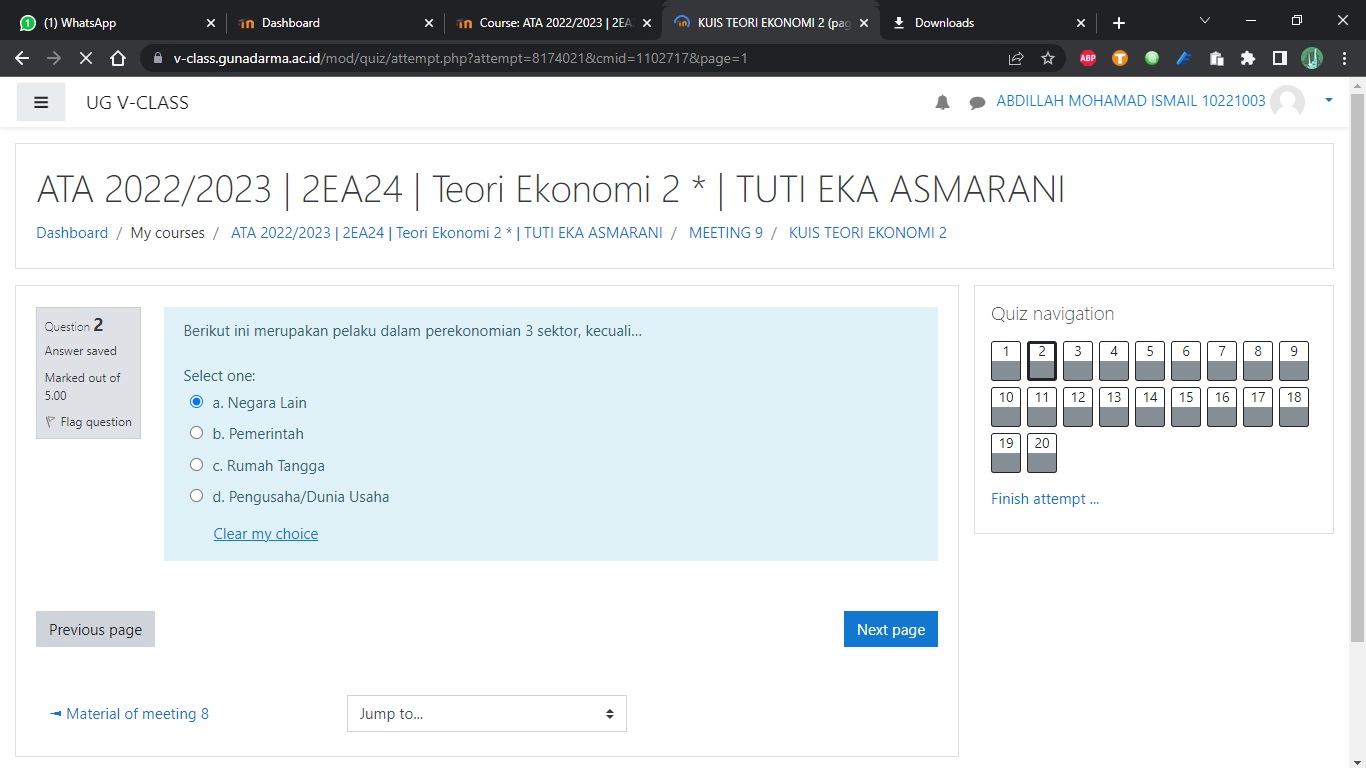 (1) WhatsApp
Dashboard
Course: ATA 2022/2023 | 2EA
KUIS TEORI EKONOMI 2 (pag
Downloads
v-class.gunadarma.ac.id/mod/quiz/attempt.php?attempt=8174021&cmid=1102717&page=1
ABP
UG V-CLASS
ABDILLAH MOHAMAD ISMAIL 10221003
ATA 2022/2023 | 2EA24 | Teori Ekonomi 2 * | TUTI EKA ASMARANI
Dashboard / My courses / ATA 2022/2023 | 2EA24 | Teori Ekonomi 2 * | TUTI EKA ASMARANI / MEETING 9 / KUIS TEORI EKONOMI 2
Question 2
Answer saved
Marked out of
5.00
Flag question
Berikut ini merupakan pelaku dalam perekonomian 3 sektor, kecuali...
Select one:
a. Negara Lain
b. Pemerintah
c. Rumah Tangga
d. Pengusaha/Dunia Usaha
Clear my choice
Previous page
Next page
◄ Material of meeting 8
Jump to...
Quiz navigation
1 2 3 4 5 6 7 8 9
10 11 12 13 14 15 16 17 18
19 20
Finish attempt ...